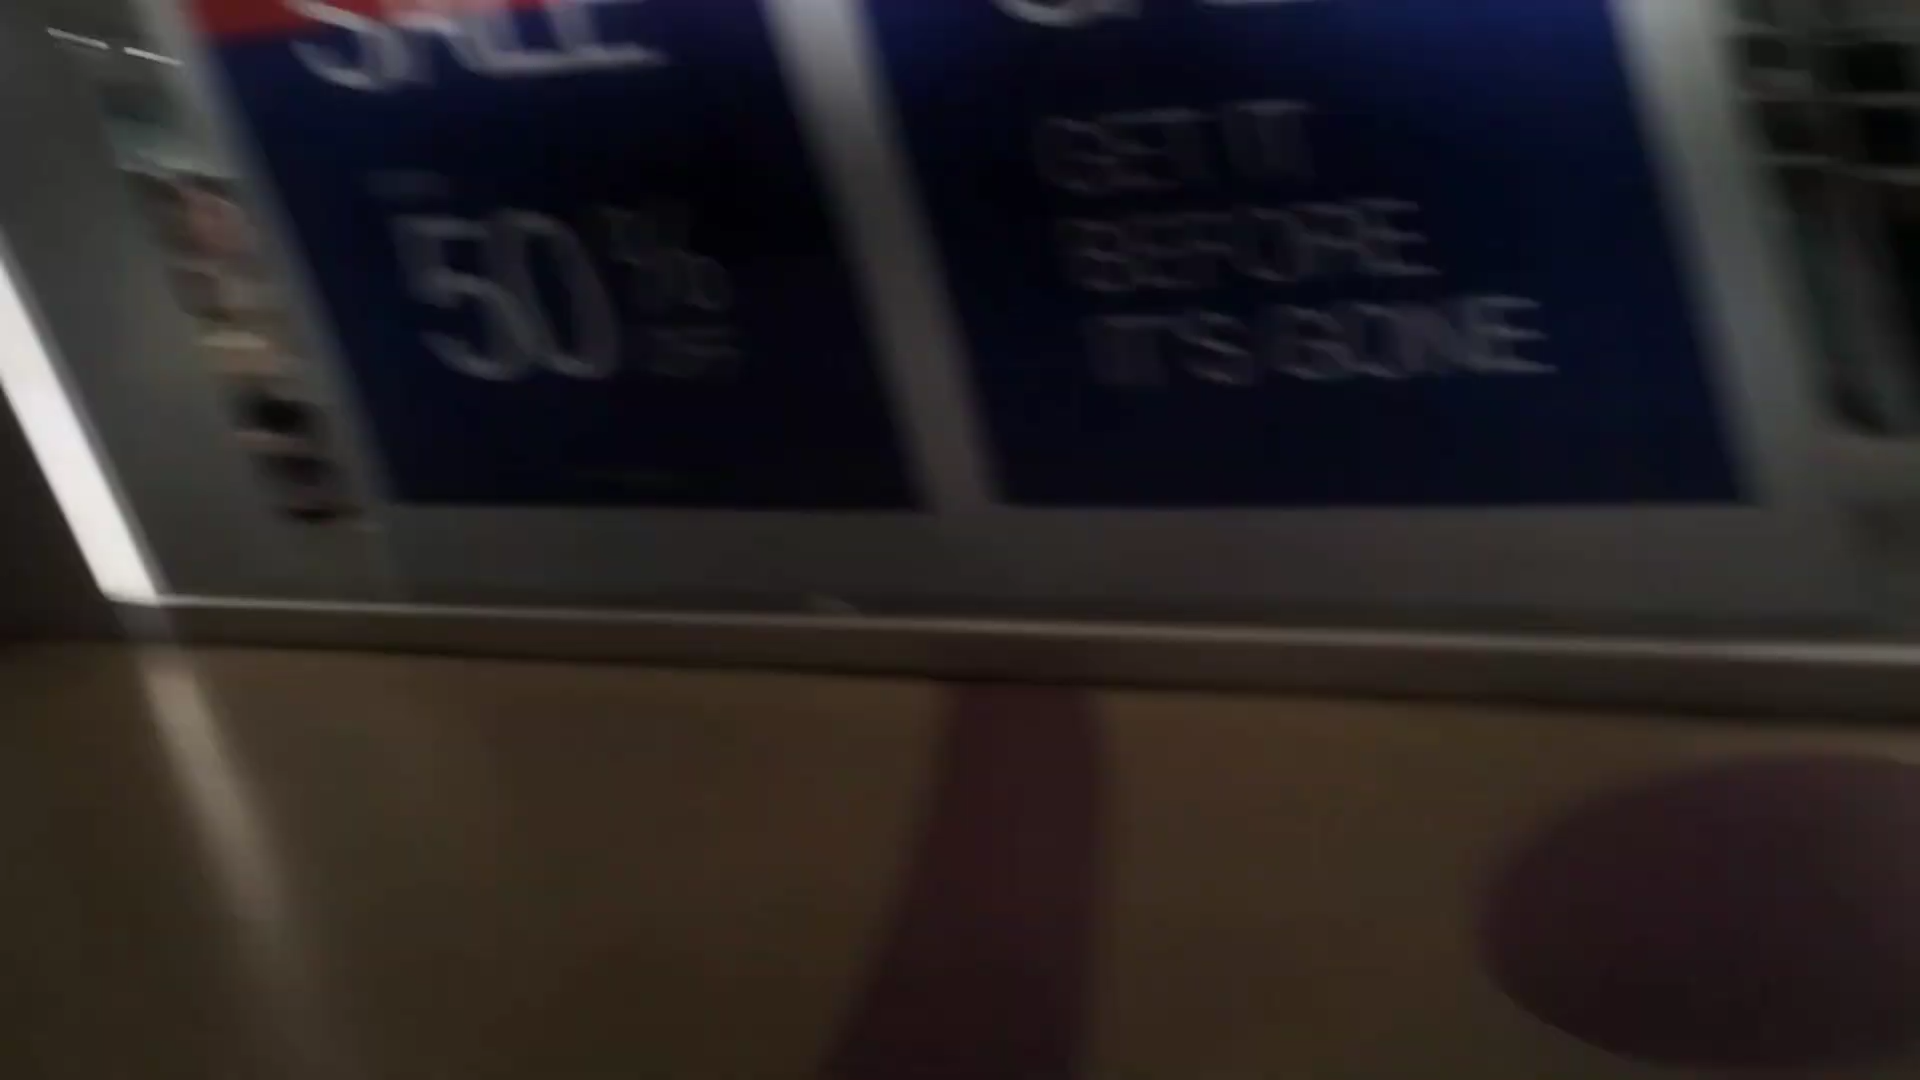 SALE
50%
GET IT
BEFORE
IT'S GONE